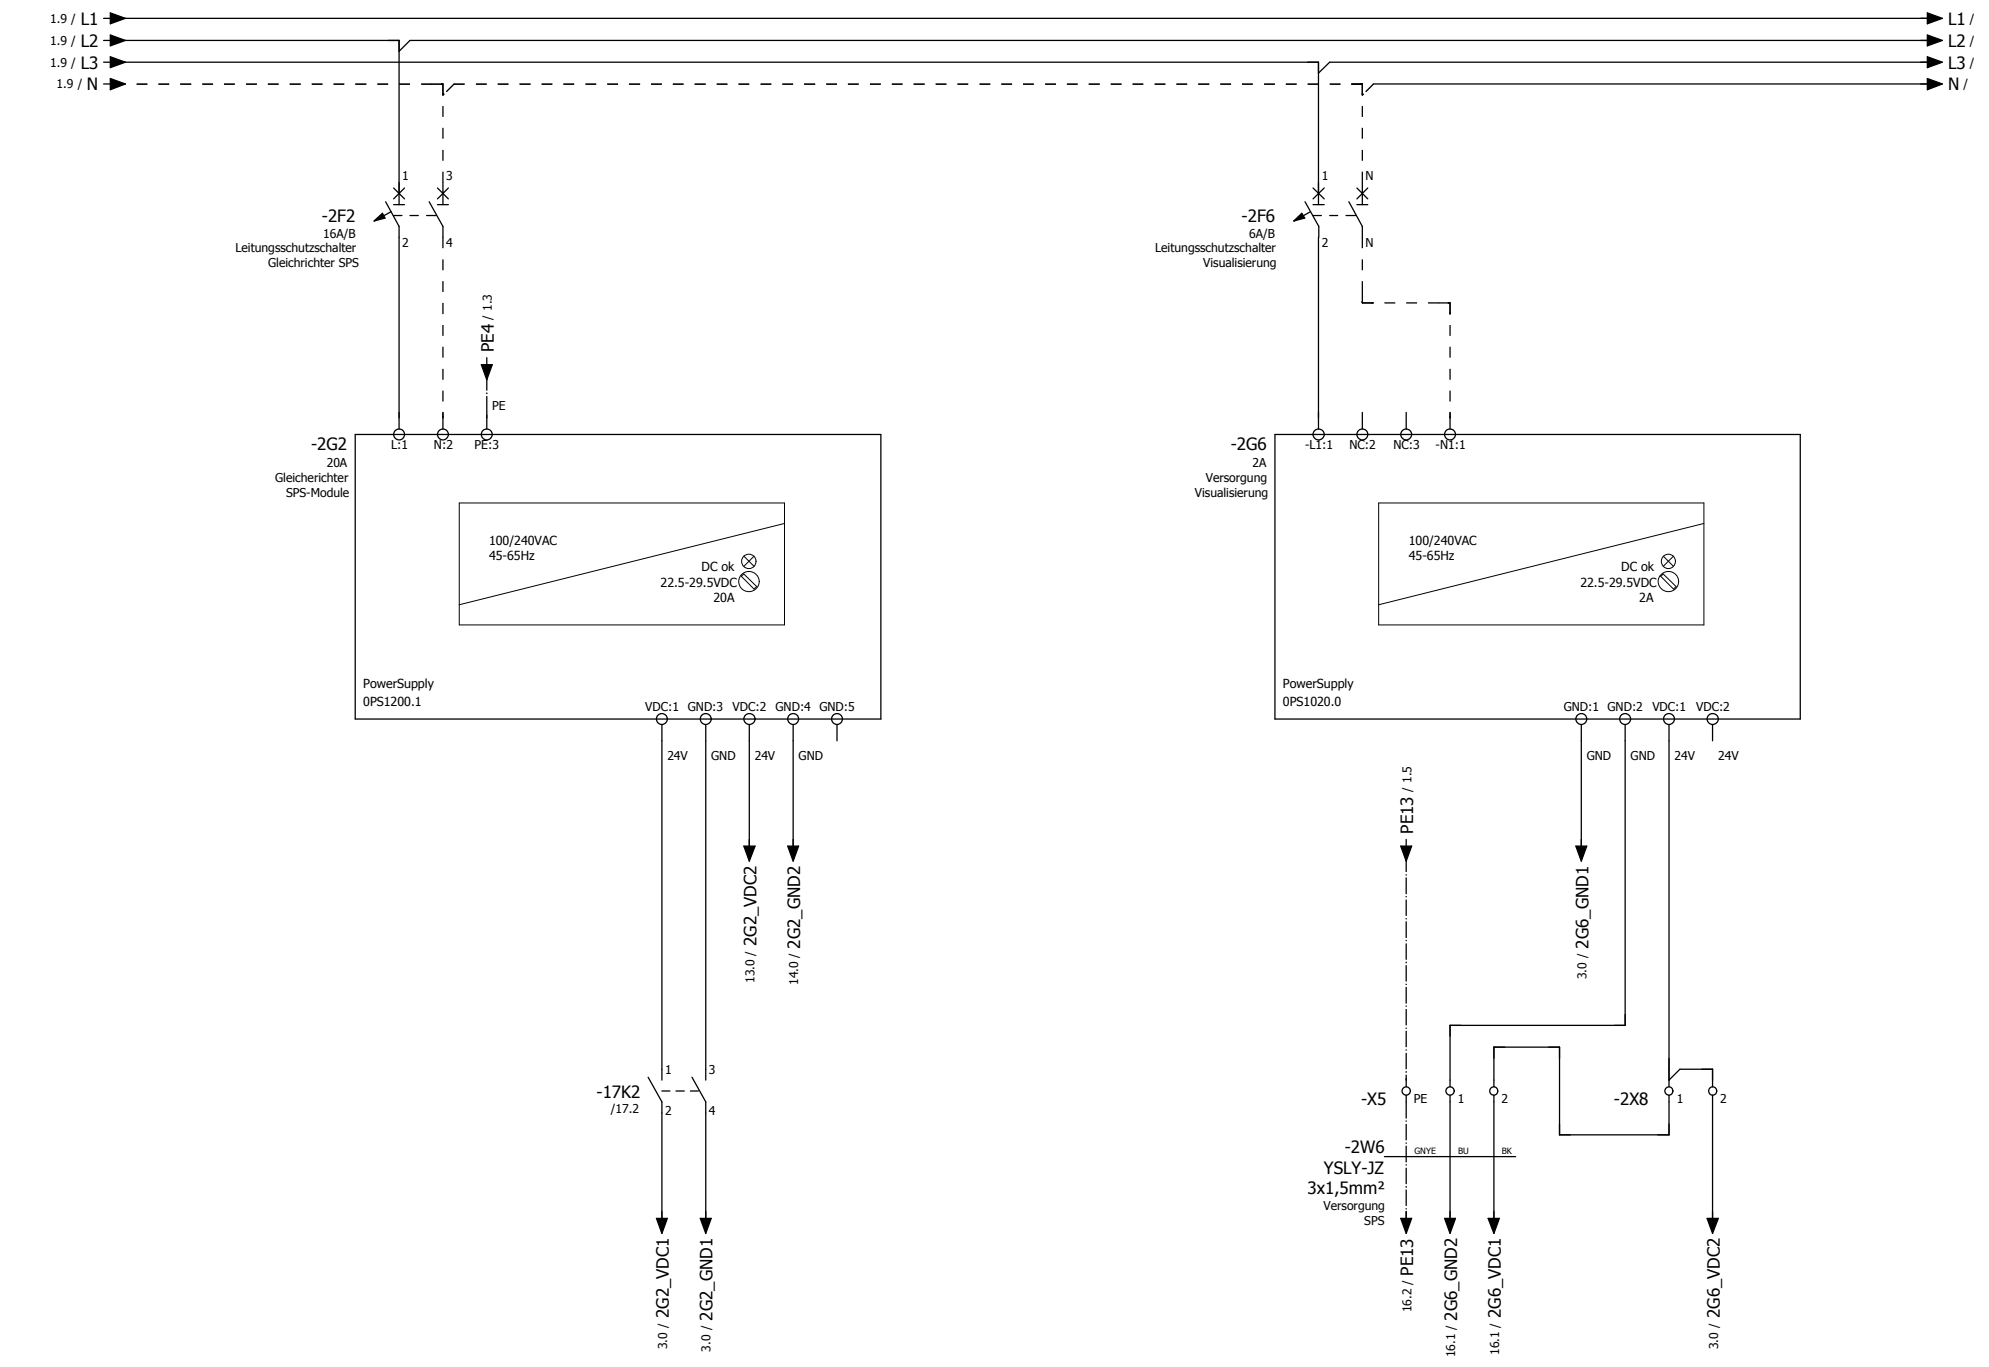 1.9 / L1
L1 /
1.9 / L2
L2 /
1.9 / L3
L3 /
1.9 / N
N /
1
3
-2F2
16A/B
Leitungsschutzschalter
Gleichrichter SPS
2
4
PE4 / 1.3
PE
1
N
-2F6
6A/B
Leitungsschutzschalter
Visualisierung
2
N
-2G2
20A
Gleicherichter
SPS-Module
L:1
N:2
PE:3
100/240VAC
45-65Hz
DC ok
22.5-29.5VDC
20A
PowerSupply
0PS1200.1
VDC:1
GND:3
VDC:2
GND:4
GND:5
24V
GND
24V
GND
13.0 / 2G2_VDC2
14.0 / 2G2_GND2
-17K2
/17.2
1
3
2
4
3.0 / 2G2_VDC1
3.0 / 2G2_GND1
-2G6
2A
Versorgung
Visualisierung
-L1:1
NC:2
NC:3
-N1:1
100/240VAC
45-65Hz
DC ok
22.5-29.5VDC
2A
PowerSupply
0PS1020.0
GND:1
GND:2
VDC:1
VDC:2
GND
GND
24V
24V
PE13 / 1.5
3.0 / 2G6_GND1
-X5
PE
1
2
-2X8
1
2
-2W6
YSLY-JZ
3x1,5mm²
Versorgung
SPS
GNYE
BU
BK
16.2 / PE13
16.1 / 2G6_GND2
16.1 / 2G6_VDC1
3.0 / 2G6_VDC2